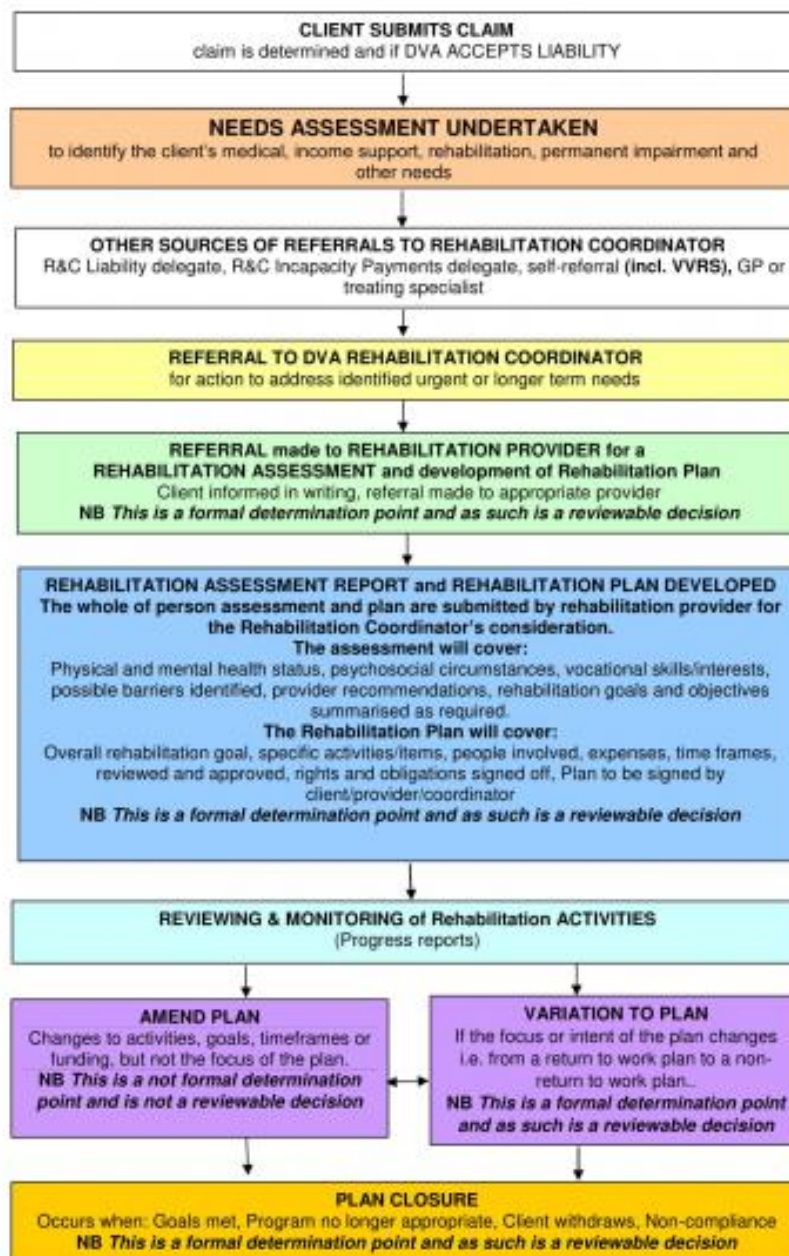 CLIENT SUBMITS CLAIM
claim is determined and if DVA ACCEPTS LIABILITY
NEEDS ASSESSMENT UNDERTAKEN
to identify the client's medical, income support, rehabilitation, permanent impairment and
other needs
OTHER SOURCES OF REFERRALS TO REHABILITATION COORDINATOR
R&C Liability delegate, R&C Incapacity Payments delegate, self-referral (incl. VVRS), GP or
treating specialist
REFERRAL TO DVA REHABILITATION COORDINATOR
for action to address identified urgent or longer term needs
REFERRAL made to REHABILITATION PROVIDER for a
REHABILITATION ASSESSMENT and development of Rehabilitation Plan
Client informed in writing, referral made to appropriate provider
NB This is a formal determination point and as such is a reviewable decision
REHABILITATION ASSESSMENT REPORT and REHABILITATION PLAN DEVELOPED
The whole of person assessment and plan are submitted by rehabilitation provider for
the Rehabilitation Coordinator's consideration.
The assessment will cover:
Physical and mental health status, psychosocial circumstances, vocational skills/interests,
possible barriers identified, provider recommendations, rehabilitation goals and objectives
summarised as required.
The Rehabilitation Plan will cover:
Overall rehabilitation goal, specific activities/items, people involved, expenses, time frames,
reviewed and approved, rights and obligations signed off, Plan to be signed by
client/provider/coordinator
NB This is a formal determination point and as such is a reviewable decision
REVIEWING & MONITORING of Rehabilitation ACTIVITIES
(Progress reports)
AMEND PLAN
Changes to activities, goals, timeframes or
funding, but not the focus of the plan.
NB This is a not formal determination
point and is not a reviewable decision
VARIATION TO PLAN
If the focus or intent of the plan changes
i.e. from a return to work plan to a non-
return to work plan..
NB This is a formal determination point
and as such is a reviewable decision
PLAN CLOSURE
Occurs when: Goals met, Program no longer appropriate, Client withdraws, Non-compliance
NB This is a formal determination point and as such is a reviewable decision